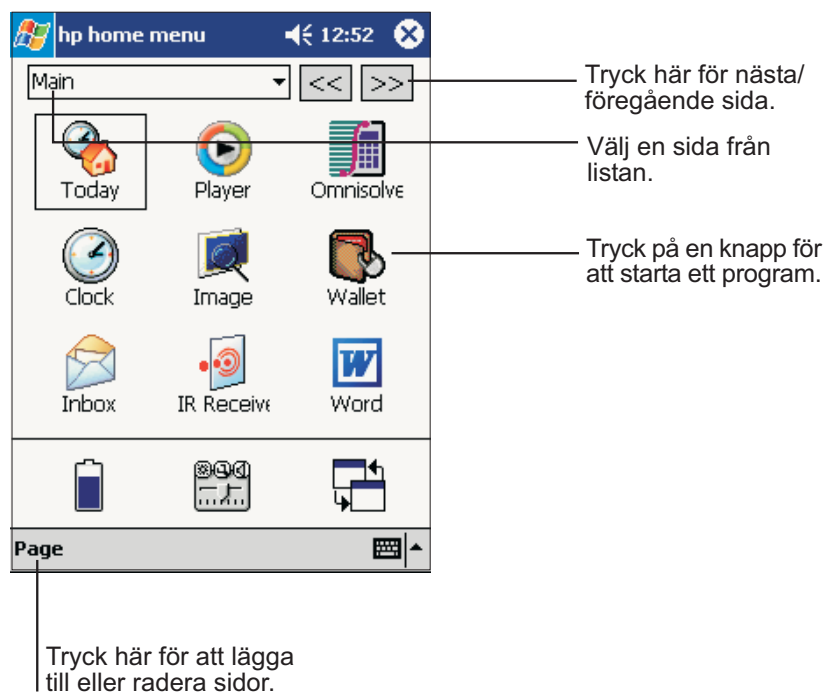 hp home menu 12:52
Main << >>
Tryck här för nästa/
föregående sida.
Välj en sida från
listan.
Today Player Omnisolve
Tryck på en knapp för
att starta ett program.
Clock Image Wallet
Inbox IR Receive Word
Page
Tryck här för att lägga
till eller radera sidor.